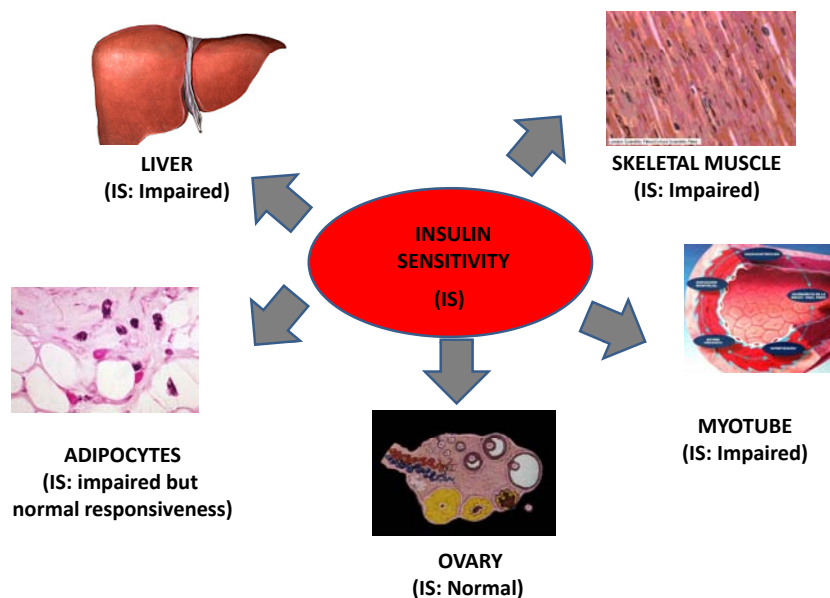 LIVER
(IS: Impaired)
SKELETAL MUSCLE
(IS: Impaired)
INSULIN
SENSITIVITY
(IS)
ADIPOCYTES
(IS: impaired but
normal responsiveness)
MYOTUBE
(IS: Impaired)
OVARY
(IS: Normal)